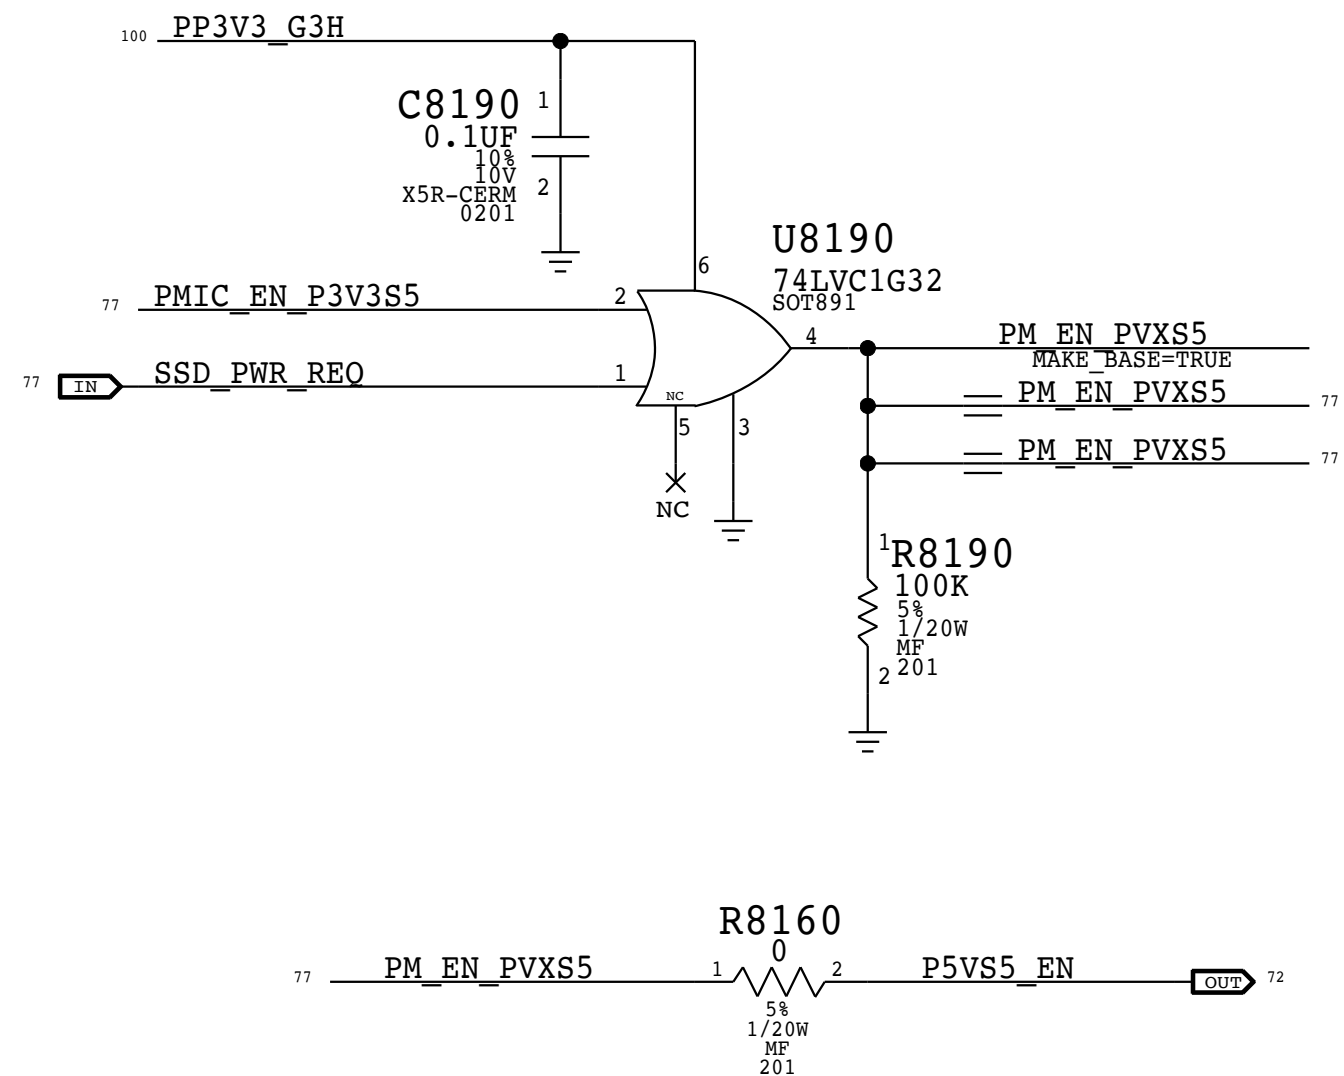 100 PP3V3_G3H
C8190 1
0.1UF
10%
10V
X5R-CERM 2
0201
U8190
6
74LVC1G32
SOT891
77 PMIC_EN_P3V3S5 2
4 PM_EN_PVXS5
MAKE_BASE=TRUE
77 IN SSD_PWR_REQ 1
NC
PM_EN_PVXS5 77
5 3
PM_EN_PVXS5 77
NC
1 R8190
100K
5%
1/20W
MF
2 201
R8160
0
77 PM_EN_PVXS5 1 2 P5VS5_EN OUT 72
5%
1/20W
MF
201